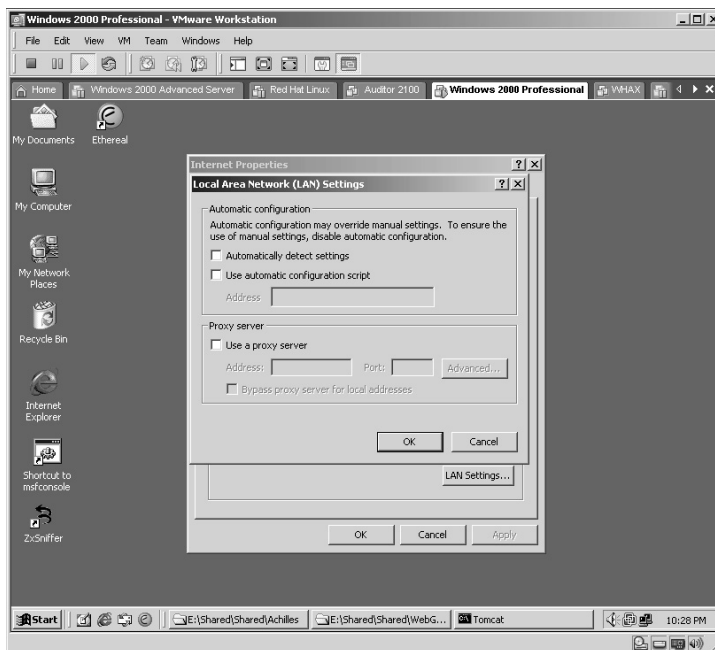 Windows 2000 Professional - VMware Workstation
File Edit View VM Team Windows Help
Home Windows 2000 Advanced Server Red Hat Linux Auditor 2100 Windows 2000 Professional WHAX
My Documents Ethereal
My Computer
My Network
Places
Recycle Bin
Internet
Explorer
Shortcut to
msfconsole
ZxSniffer
Internet Properties
Local Area Network (LAN) Settings
Automatic configuration
Automatic configuration may override manual settings. To ensure the
use of manual settings, disable automatic configuration.
Automatically detect settings
Use automatic configuration script
Address
Proxy server
Use a proxy server
Address: Port: Advanced...
Bypass proxy server for local addresses
OK Cancel
LAN Settings...
OK Cancel Apply
Start E:\Shared\Shared\Achilles E:\Shared\Shared\WebG... Tomcat 10:28 PM